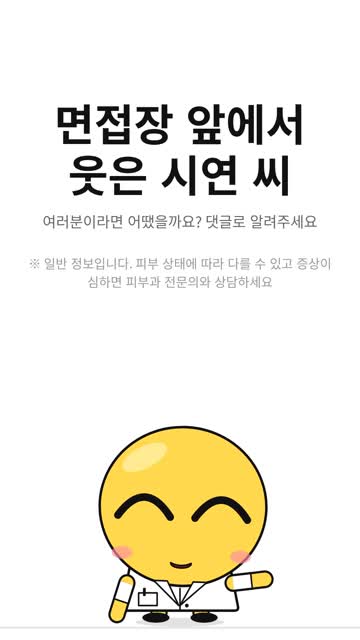 면접장 앞에서
웃은 시연 씨
여러분이라면 어땠을까요? 댓글로 알려주세요
※ 일반 정보입니다. 피부 상태에 따라 다를 수 있고 증상이
심하면 피부과 전문의와 상담하세요